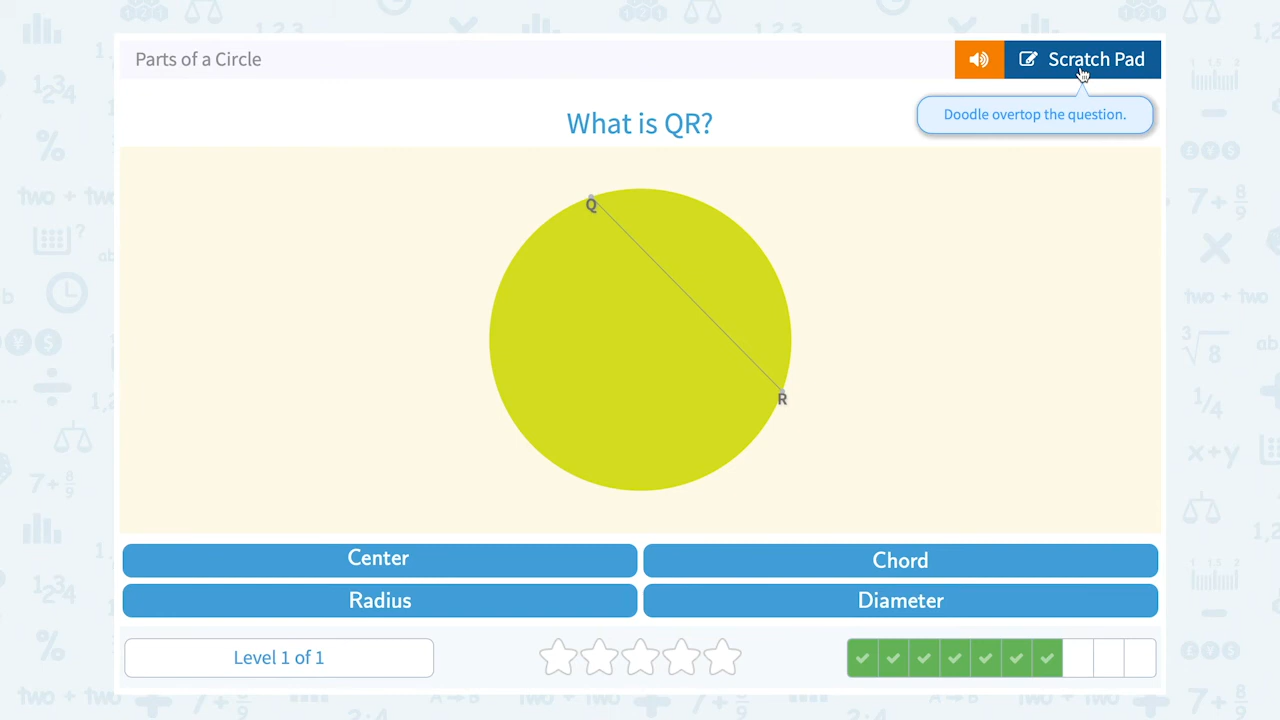 Parts of a Circle
Scratch Pad
Doodle overtop the question.
What is QR?
Q
R
Center
Chord
Radius
Diameter
Level 1 of 1